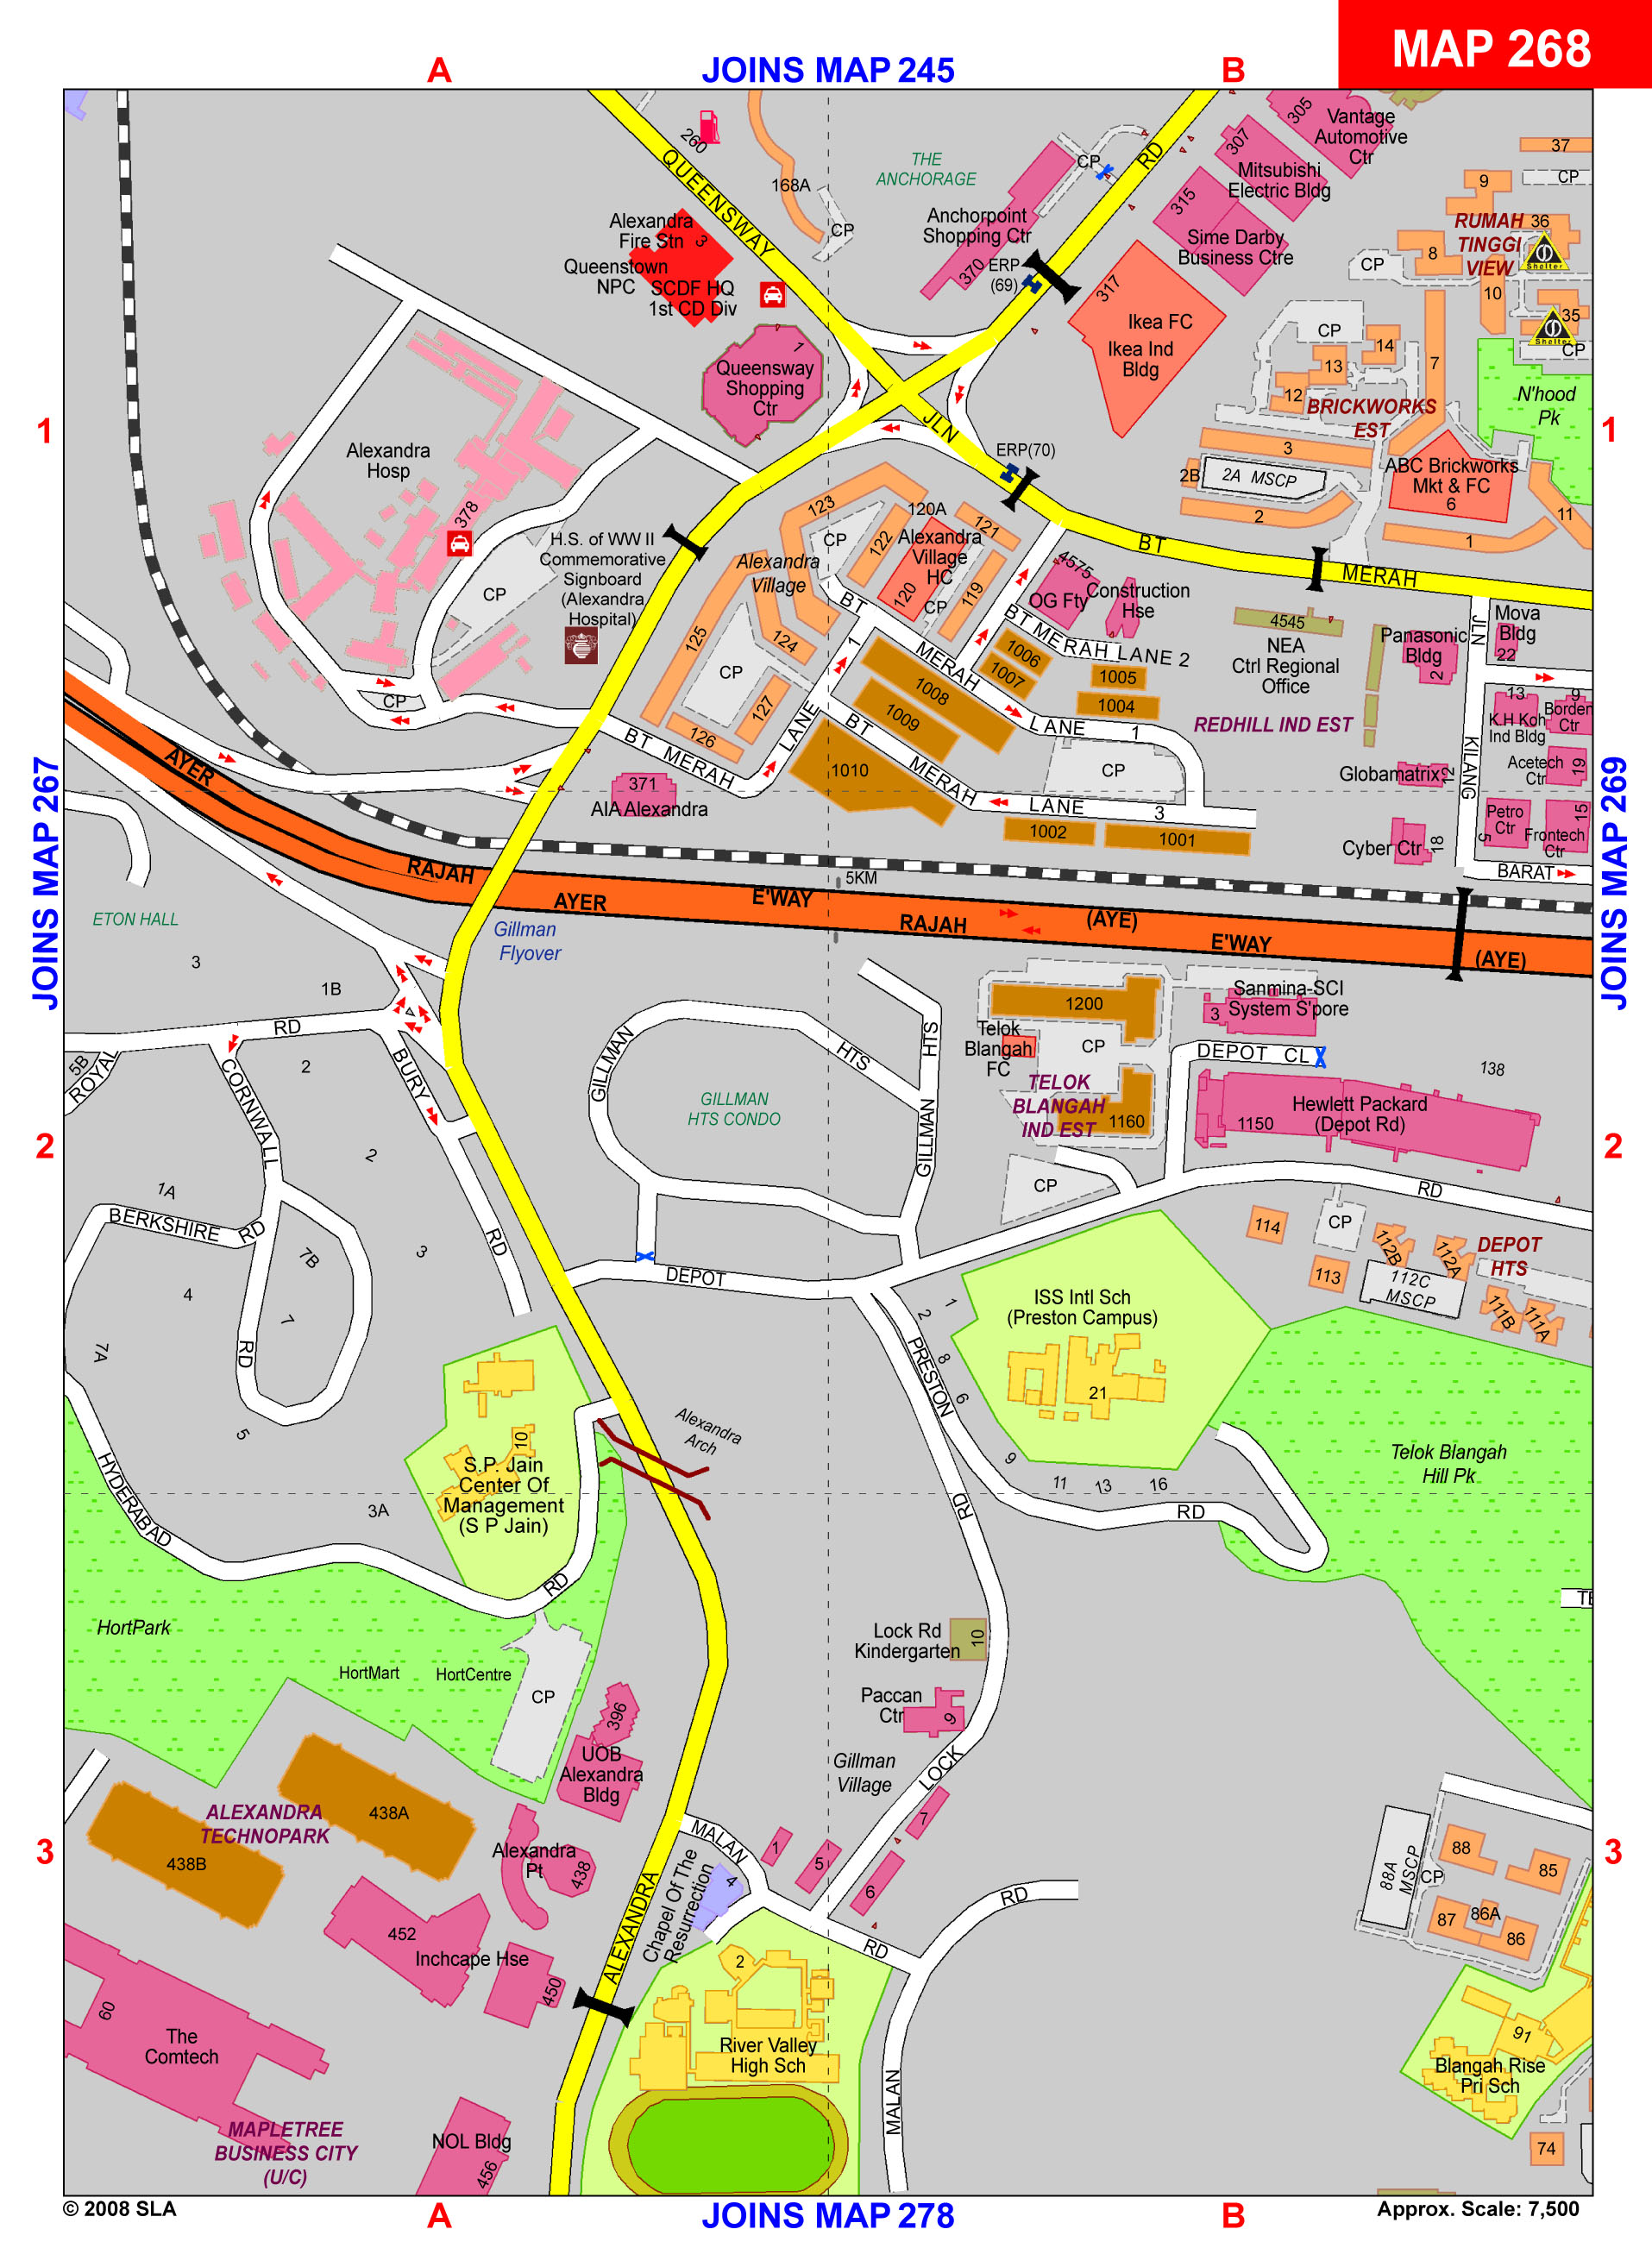 MAP 268
A
JOINS MAP 245
B
260
QUEENSWAY
168A
CP
THE
ANCHORAGE
CP
RD
305
Vantage
Automotive
Ctr
307
Mitsubishi
Electric Bldg
315
Sime Darby
Business Ctre
37
CP
9
36
RUMAH
TINGGI
VIEW
Shelter
8
CP
10
35
Shelter
CP
Alexandra
Fire Stn
3
Queenstown
NPC
SCDF HQ
1st CD Div
Anchorpoint
Shopping Ctr
370
ERP
(69)
317
Ikea FC
Ikea Ind
Bldg
CP
14
13
12
7
BRICKWORKS
EST
N'hood
Pk
1
Queensway
Shopping
Ctr
JLN
ERP(70)
3
2B
2A MSCP
2
ABC Brickworks
Mkt & FC
6
1
11
1
1
Alexandra
Hosp
378
CP
H.S. of WW II
Commemorative
Signboard
(Alexandra
Hospital)
CP
123
CP
122
120A
Alexandra
Village
HC
120
CP
121
119
Alexandra
Village
125
124
CP
127
126
BT
MERAH
4575
OG Fty
Construction
Hse
BT MERAH LANE 2
4545
NEA
Ctrl Regional
Office
Panasonic
Bldg
2
JLN
Mova
Bldg
22
1006
1007
1005
1004
BT
MERAH
LANE
1
1008
1009
1010
BT MERAH
LANE
1
BT
MERAH
LANE
3
CP
1002
1001
REDHILL IND EST
13
K.H Koh
Ind Bldg
9
Borden
Ctr
KILANG
Globamatrix
12
Acetech
Ctr
19
Petro
Ctr
5
15
Frontech
Ctr
Cyber Ctr
18
BARAT
371
AIA Alexandra
JOINS MAP 267
JOINS MAP 269
AYER
RAJAH
AYER
E'WAY
RAJAH
(AYE)
E'WAY
(AYE)
5KM
ETON HALL
Gillman
Flyover
3
1B
RD
2
5B
ROYAL
CORNWALL
BURY
RD
2
1A
BERKSHIRE
RD
7B
3
4
7
7A
RD
5
GILLMAN
HTS
HTS
GILLMAN
GILLMAN
HTS CONDO
1200
Telok
Blangah
FC
CP
TELOK
BLANGAH
IND EST
1160
CP
Sanmina-SCI
System S'pore
3
DEPOT CL
138
Hewlett Packard
(Depot Rd)
1150
2
2
RD
DEPOT
114
CP
113
112B
112A
112C
MSCP
DEPOT
HTS
111B
111A
1
2
8
6
9
11
13
16
PRESTON
RD
ISS Intl Sch
(Preston Campus)
21
Telok Blangah
Hill Pk
10
S.P. Jain
Center Of
Management
(S P Jain)
Alexandra
Arch
HYDERABAD
3A
RD
RD
TE
HortPark
HortMart
HortCentre
CP
Lock Rd
Kindergarten
10
Paccan
Ctr
9
Gillman
Village
LOCK
7
396
UOB
Alexandra
Bldg
438A
ALEXANDRA
TECHNOPARK
438B
Alexandra
Pt
438
MALAN
1
5
6
RD
RD
MALAN
Chapel Of The
Resurrection
4
ALEXANDRA
3
3
452
Inchcape Hse
450
60
The
Comtech
2
River Valley
High Sch
88A
MSCP
CP
88
85
87
86A
86
91
Blangah Rise
Pri Sch
74
MAPLETREE
BUSINESS CITY
(U/C)
NOL Bldg
456
© 2008 SLA
A
JOINS MAP 278
B
Approx. Scale: 7,500